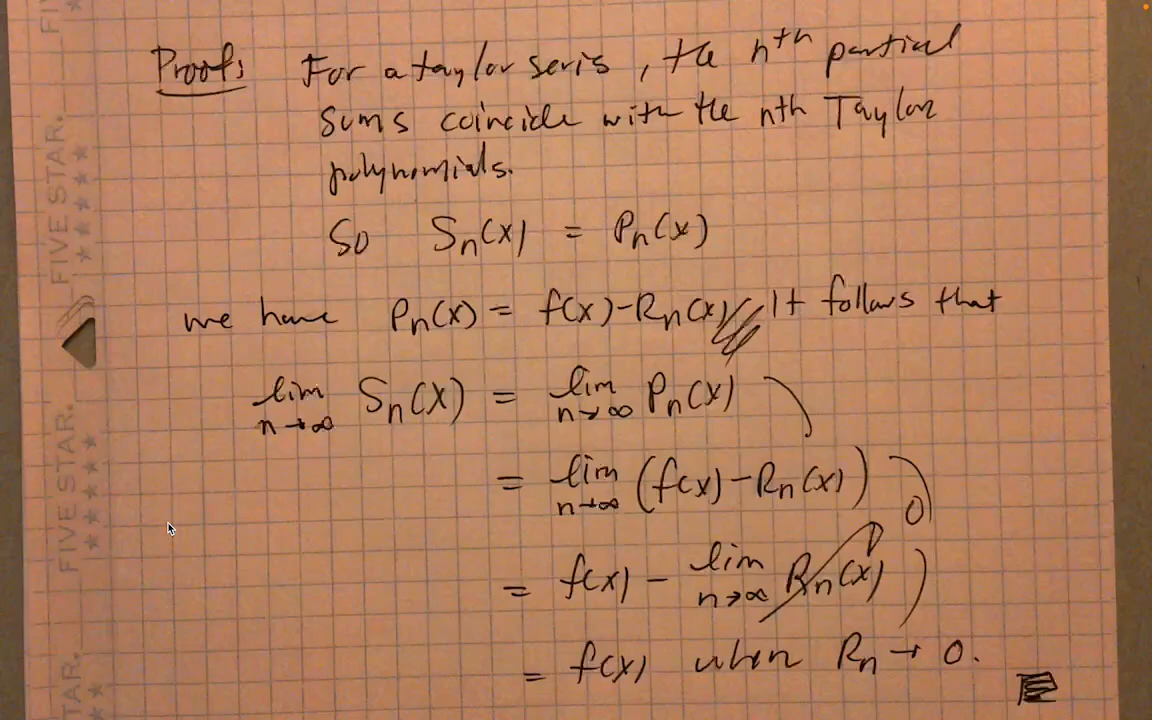 Proof: For a taylor seris, the nth partial
sums coincide with the nth Taylor
polynomials.
So Sn(x) = Pn(x)
we have Pn(x) = f(x) - Rn(x). It follows that
lim n→∞ Sn(x) = lim n→∞ Pn(x)
= lim n→∞ (f(x) - Rn(x))
0
= f(x) - lim n→∞ Rn(x)
= f(x) when Rn → 0.
FIVE STAR.
FIVE STAR.
STAR.